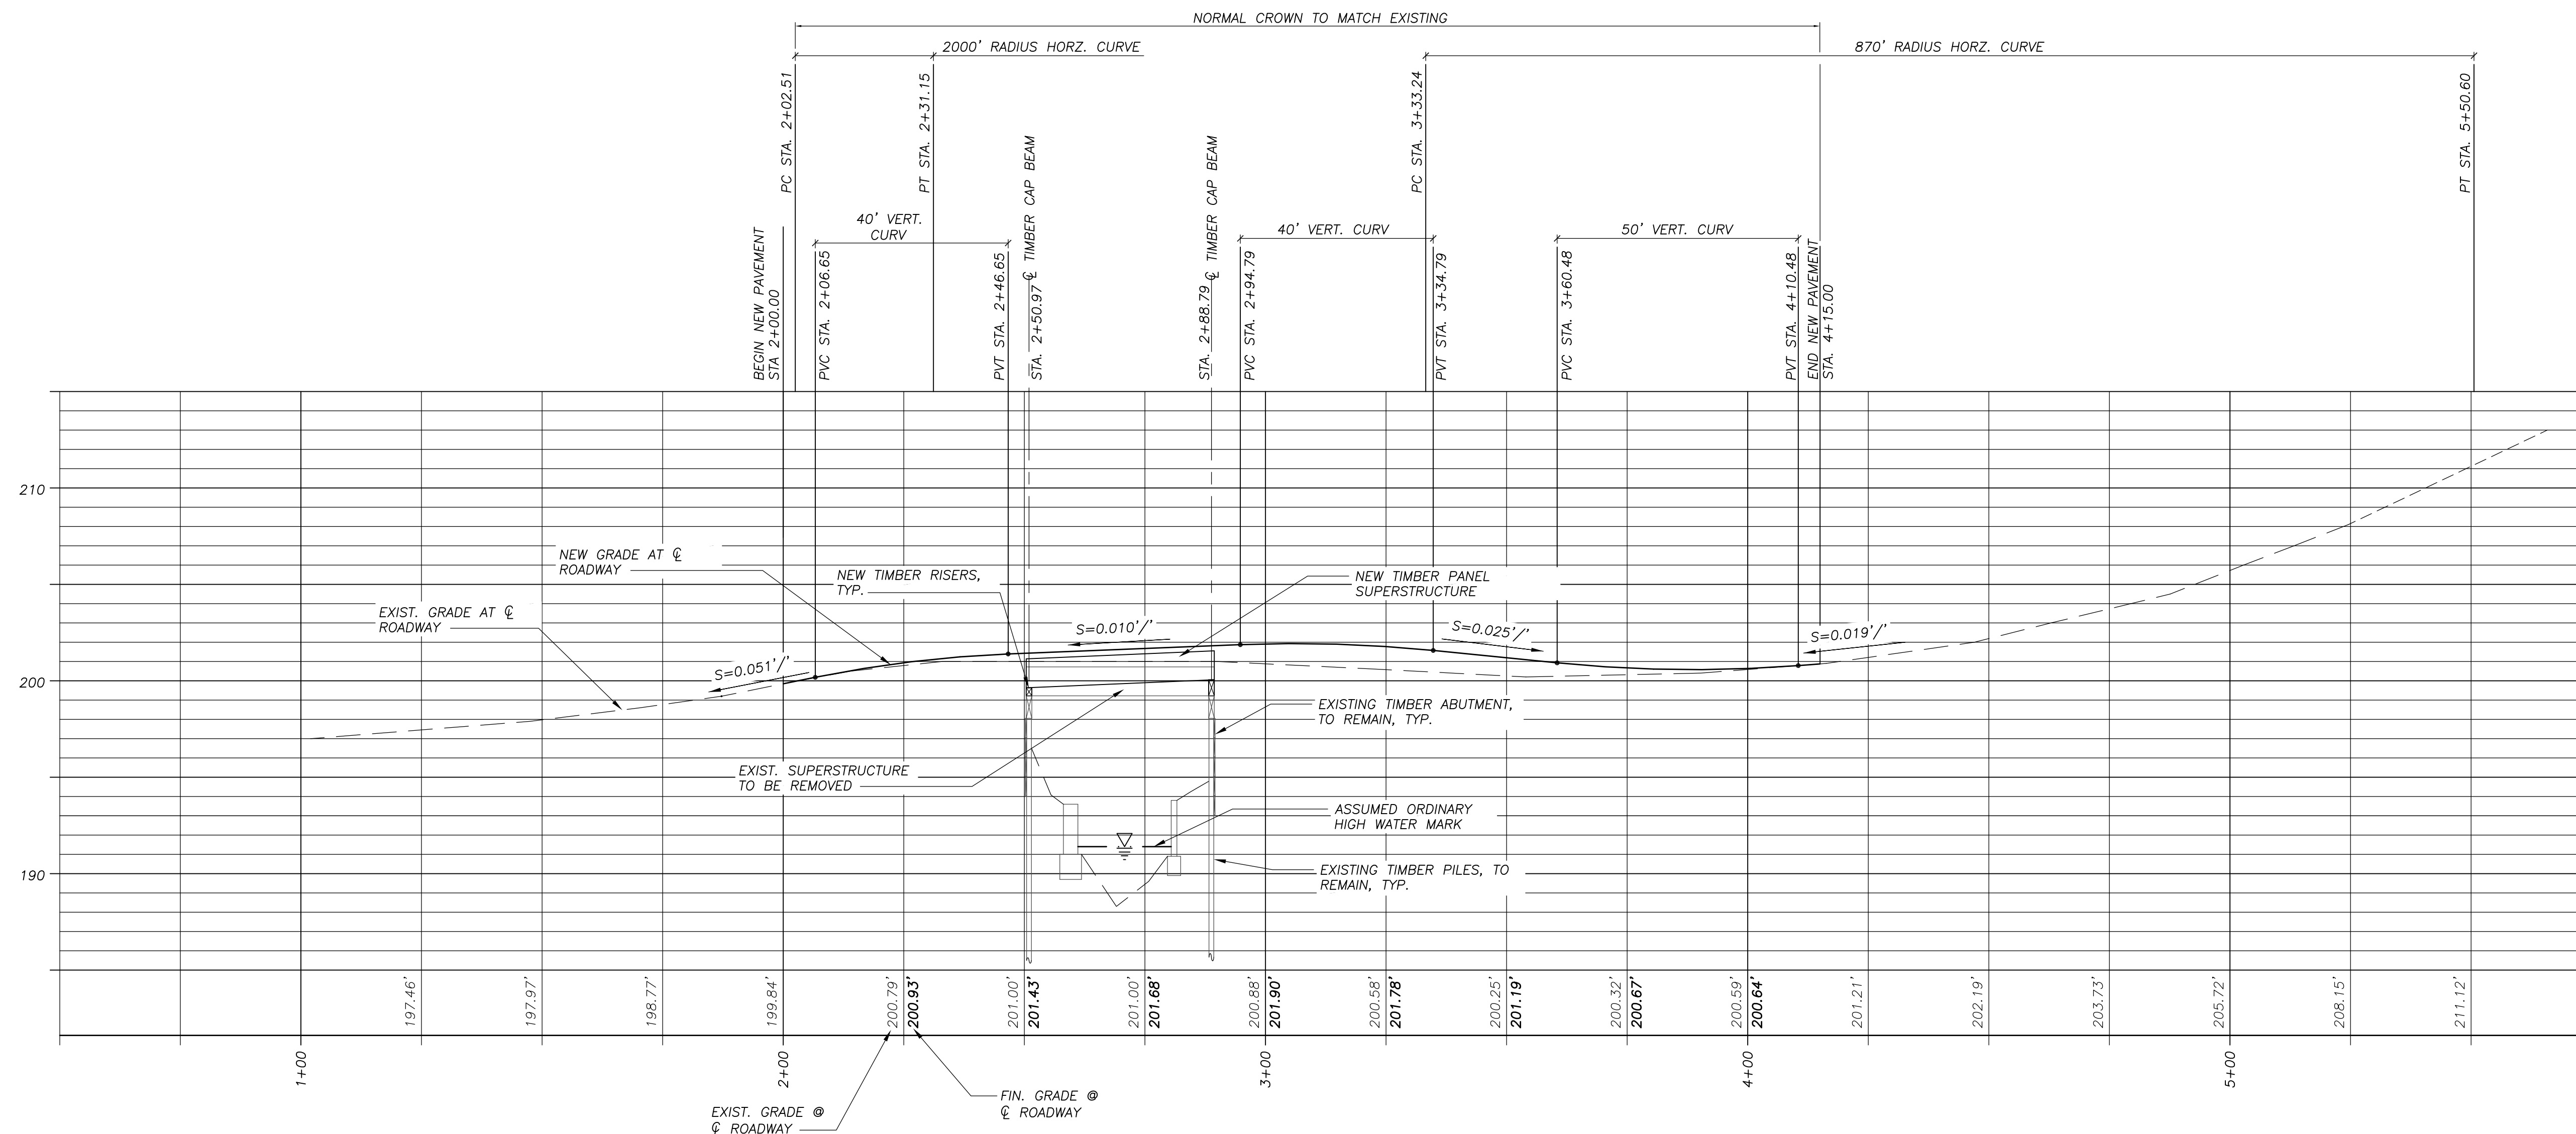 NORMAL CROWN TO MATCH EXISTING
2000' RADIUS HORZ. CURVE
870' RADIUS HORZ. CURVE
PC STA. 2+02.51
PT STA. 2+31.15
PC STA. 3+33.24
PT STA. 5+50.60
℄ TIMBER CAP BEAM
STA. 2+50.97
℄ TIMBER CAP BEAM
STA. 2+88.79
40' VERT.
CURV
40' VERT. CURV
50' VERT. CURV
BEGIN NEW PAVEMENT
STA 2+00.00
PVC STA. 2+06.65
PVT STA. 2+46.65
PVC STA. 2+94.79
PVT STA. 3+34.79
PVC STA. 3+60.48
PVT STA. 4+10.48
END NEW PAVEMENT
STA. 4+15.00
210
200
190
NEW GRADE AT ℄
ROADWAY
EXIST. GRADE AT ℄
ROADWAY
NEW TIMBER RISERS,
TYP.
NEW TIMBER PANEL
SUPERSTRUCTURE
S=0.051'/'
S=0.010'/'
S=0.025'/'
S=0.019'/'
EXISTING TIMBER ABUTMENT,
TO REMAIN, TYP.
EXIST. SUPERSTRUCTURE
TO BE REMOVED
ASSUMED ORDINARY
HIGH WATER MARK
EXISTING TIMBER PILES, TO
REMAIN, TYP.
197.46'
197.97'
198.77'
199.84'
200.79'
200.93'
201.00'
201.43'
201.00'
201.68'
200.88'
201.90'
200.58'
201.78'
200.25'
201.19'
200.32'
200.67'
200.59'
200.64'
201.21'
202.19'
203.73'
205.72'
208.15'
211.12'
1+00
2+00
3+00
4+00
5+00
EXIST. GRADE @
℄ ROADWAY
FIN. GRADE @
℄ ROADWAY